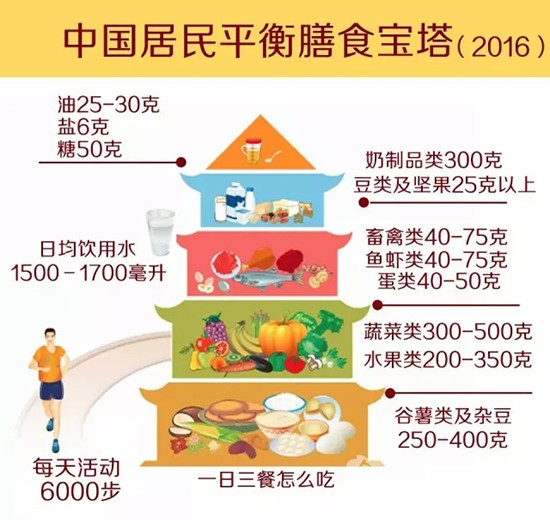 中国居民平衡膳食宝塔（2016）
油25-30克
盐6克
糖50克
奶制品类300克
豆类及坚果25克以上
日均饮用水
1500-1700毫升
畜禽类40-75克
鱼虾类40-75克
蛋类40-50克
蔬菜类300-500克
水果类200-350克
谷薯类及杂豆
250-400克
每天活动
6000步
一日三餐怎么吃